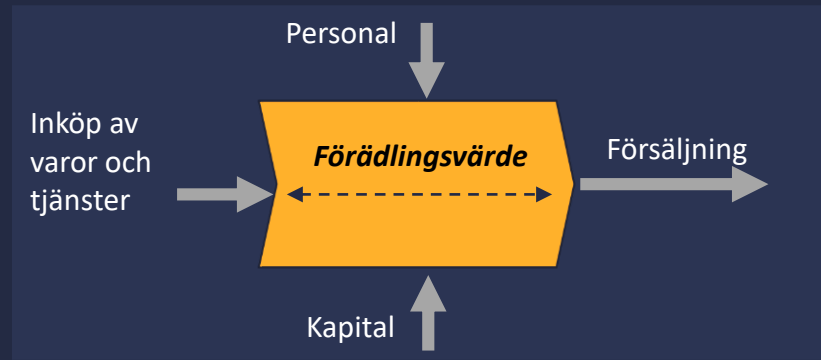 Personal
Inköp av
varor och
tjänster
Förädlingsvärde
Försäljning
Kapital